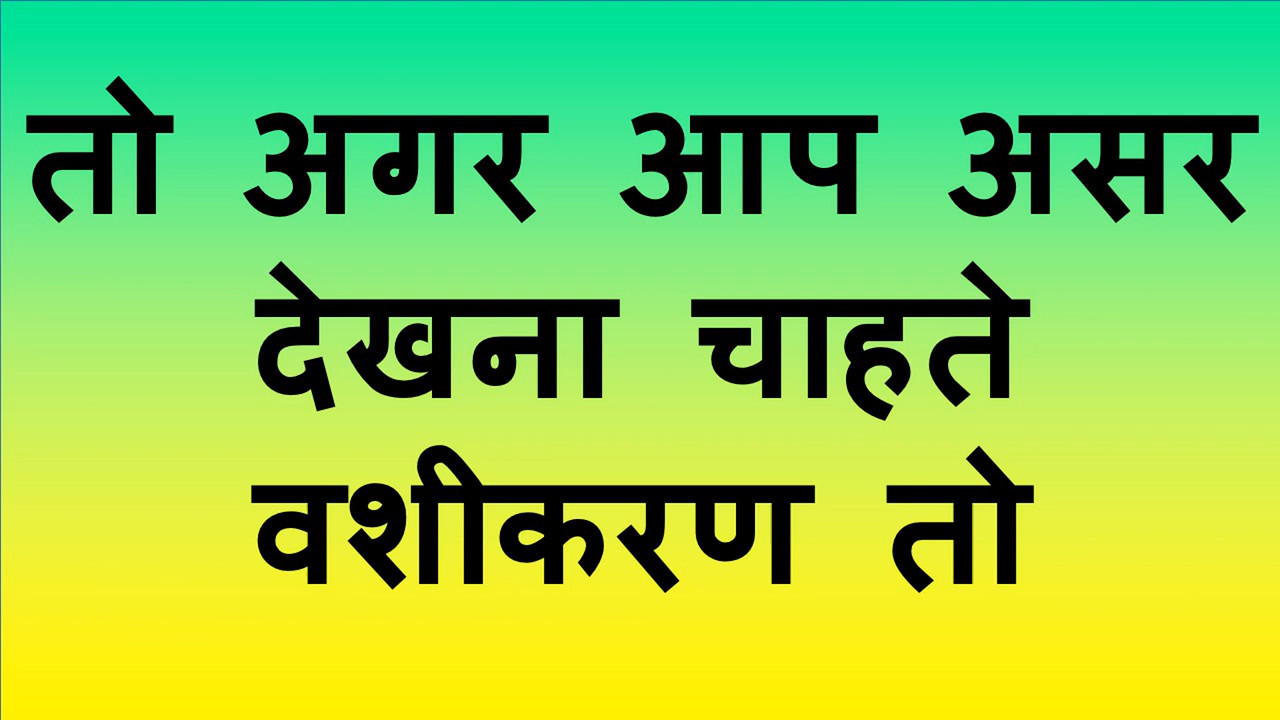 तो अगर आप असर
देखना चाहते
वशीकरण तो